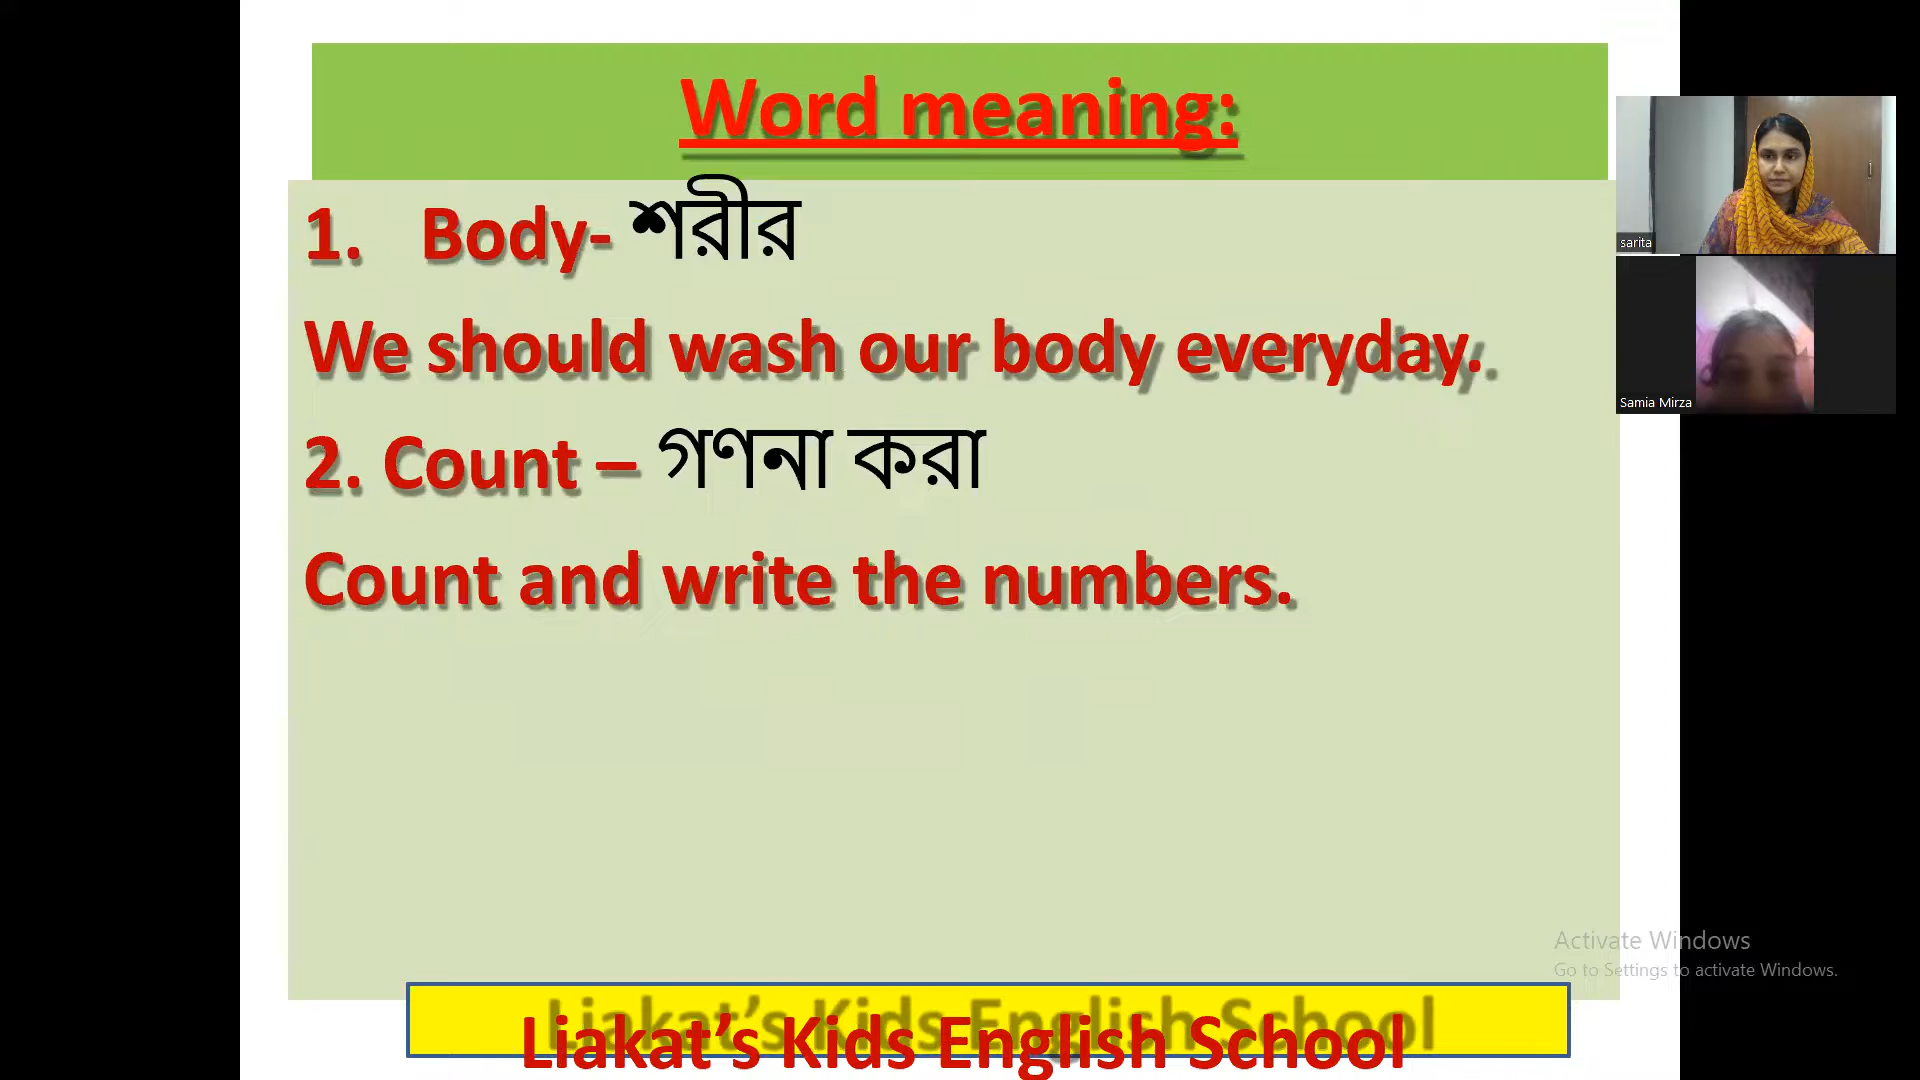 Word meaning:
1. Body- শরীর
We should wash our body everyday.
2. Count – গণনা করা
Count and write the numbers.
Liakat’s Kids English School
sarita
Samia Mirza
Activate Windows
Go to Settings to activate Windows.